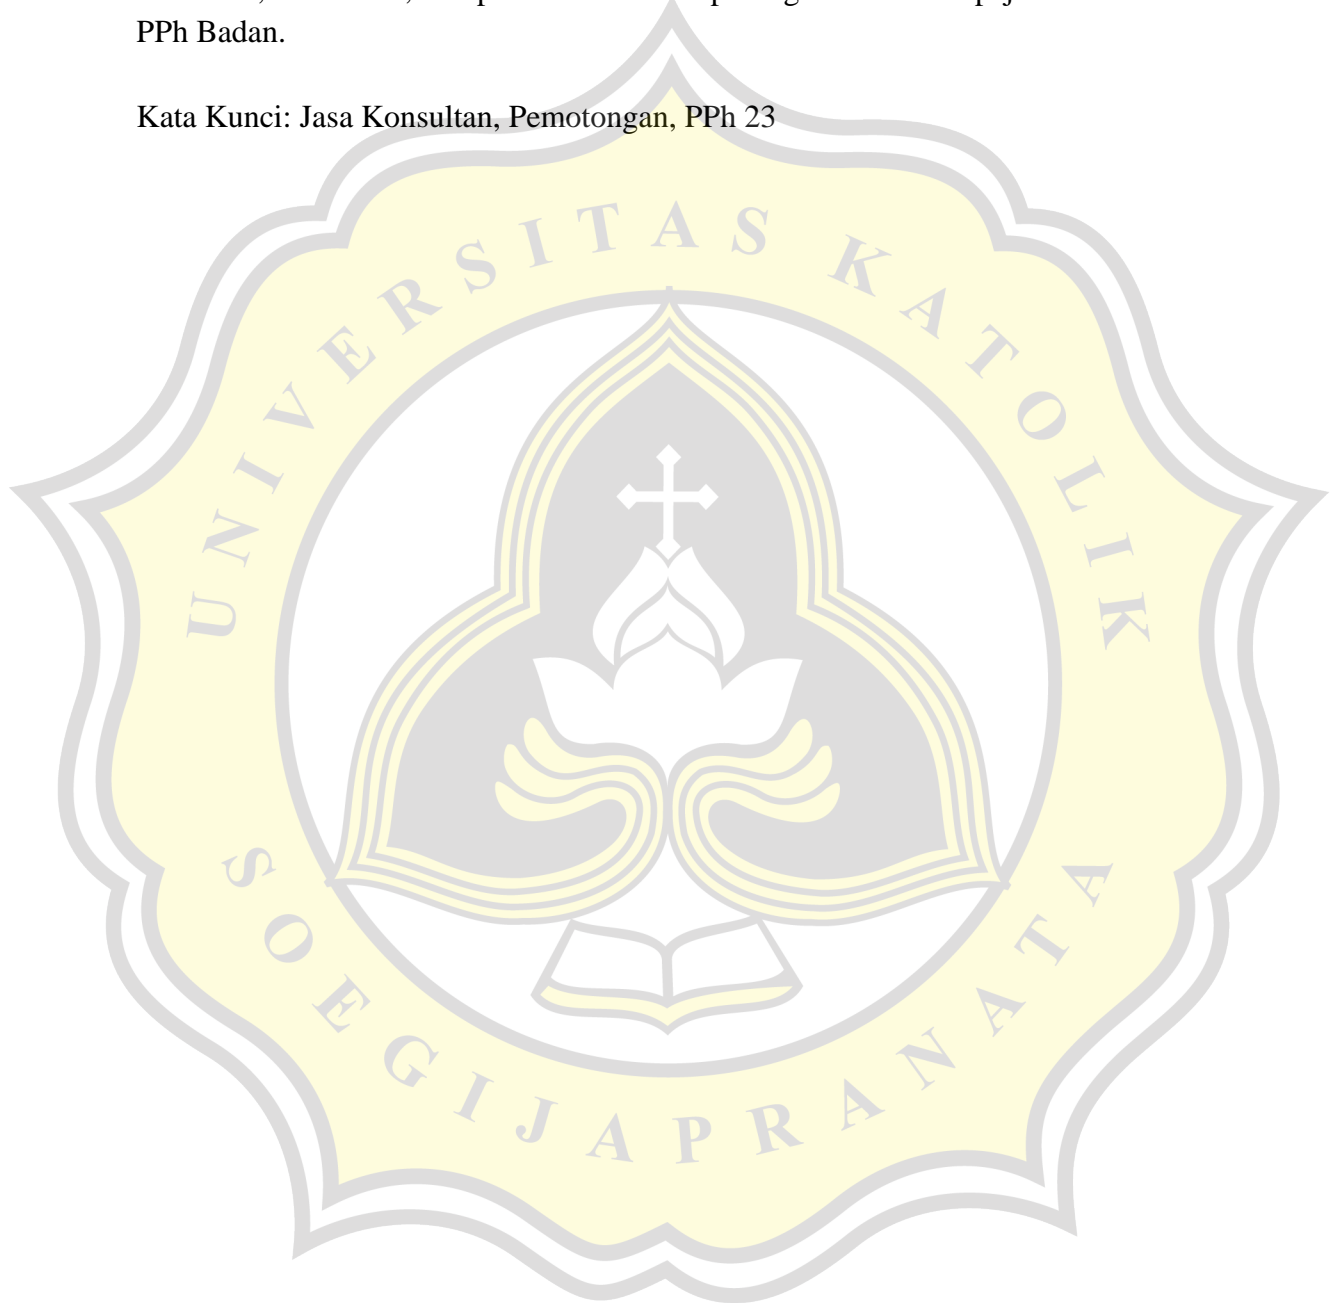 PPh Badan.
Kata Kunci: Jasa Konsultan, Pemotongan, PPh 23
UNIVERSITAS KATOLIK
SOEGIJAPRANATA